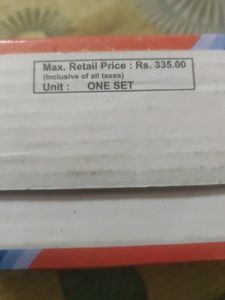 Max. Retail Price : Rs. 335.00
(Inclusive of all taxes)
Unit : ONE SET